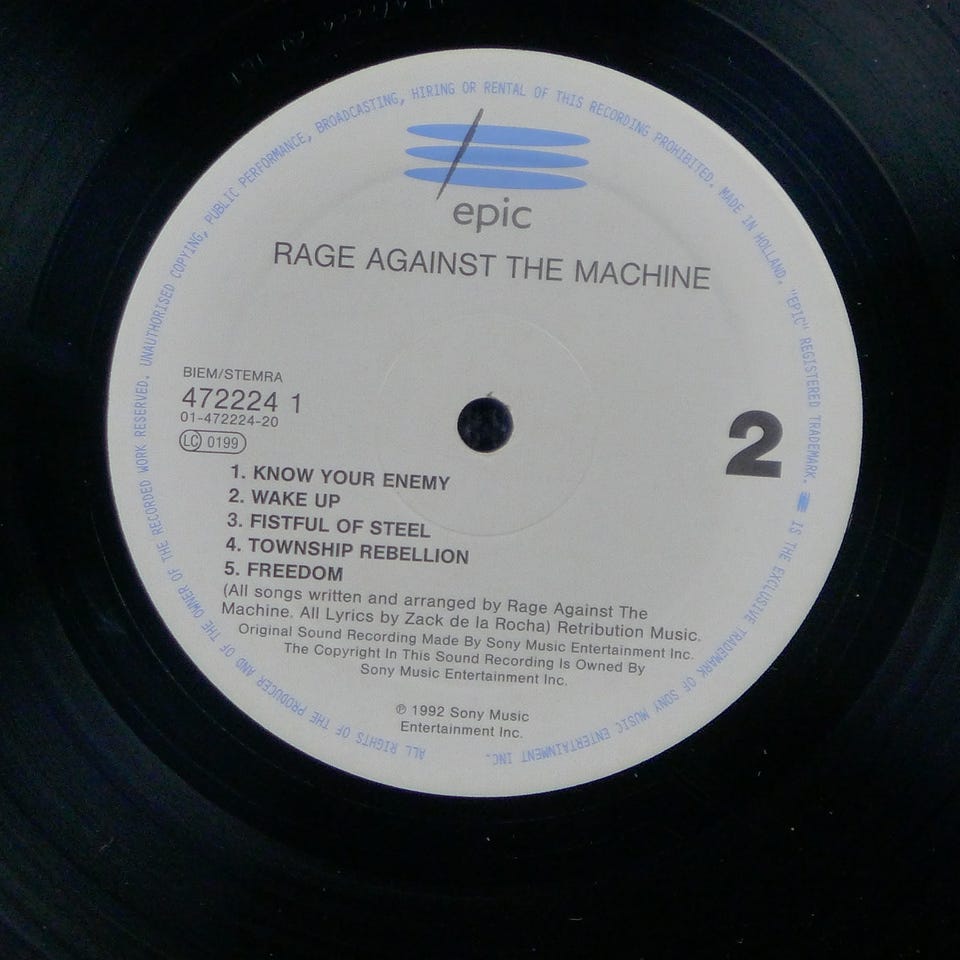 ALL RIGHTS OF THE PRODUCER AND OF THE OWNER OF THE RECORDED WORK RESERVED. UNAUTHORISED COPYING, PUBLIC PERFORMANCE, BROADCASTING, HIRING OR RENTAL OF THIS RECORDING PROHIBITED. MADE IN HOLLAND. "EPIC" REGISTERED TRADEMARK. IS THE EXCLUSIVE TRADEMARK OF SONY MUSIC ENTERTAINMENT INC.
epic
RAGE AGAINST THE MACHINE
BIEM/STEMRA
472224 1
01-472224-20
LC 0199
2
1. KNOW YOUR ENEMY
2. WAKE UP
3. FISTFUL OF STEEL
4. TOWNSHIP REBELLION
5. FREEDOM
(All songs written and arranged by Rage Against The
Machine. All Lyrics by Zack de la Rocha) Retribution Music.
Original Sound Recording Made By Sony Music Entertainment Inc.
The Copyright In This Sound Recording Is Owned By
Sony Music Entertainment Inc.
℗ 1992 Sony Music
Entertainment Inc.